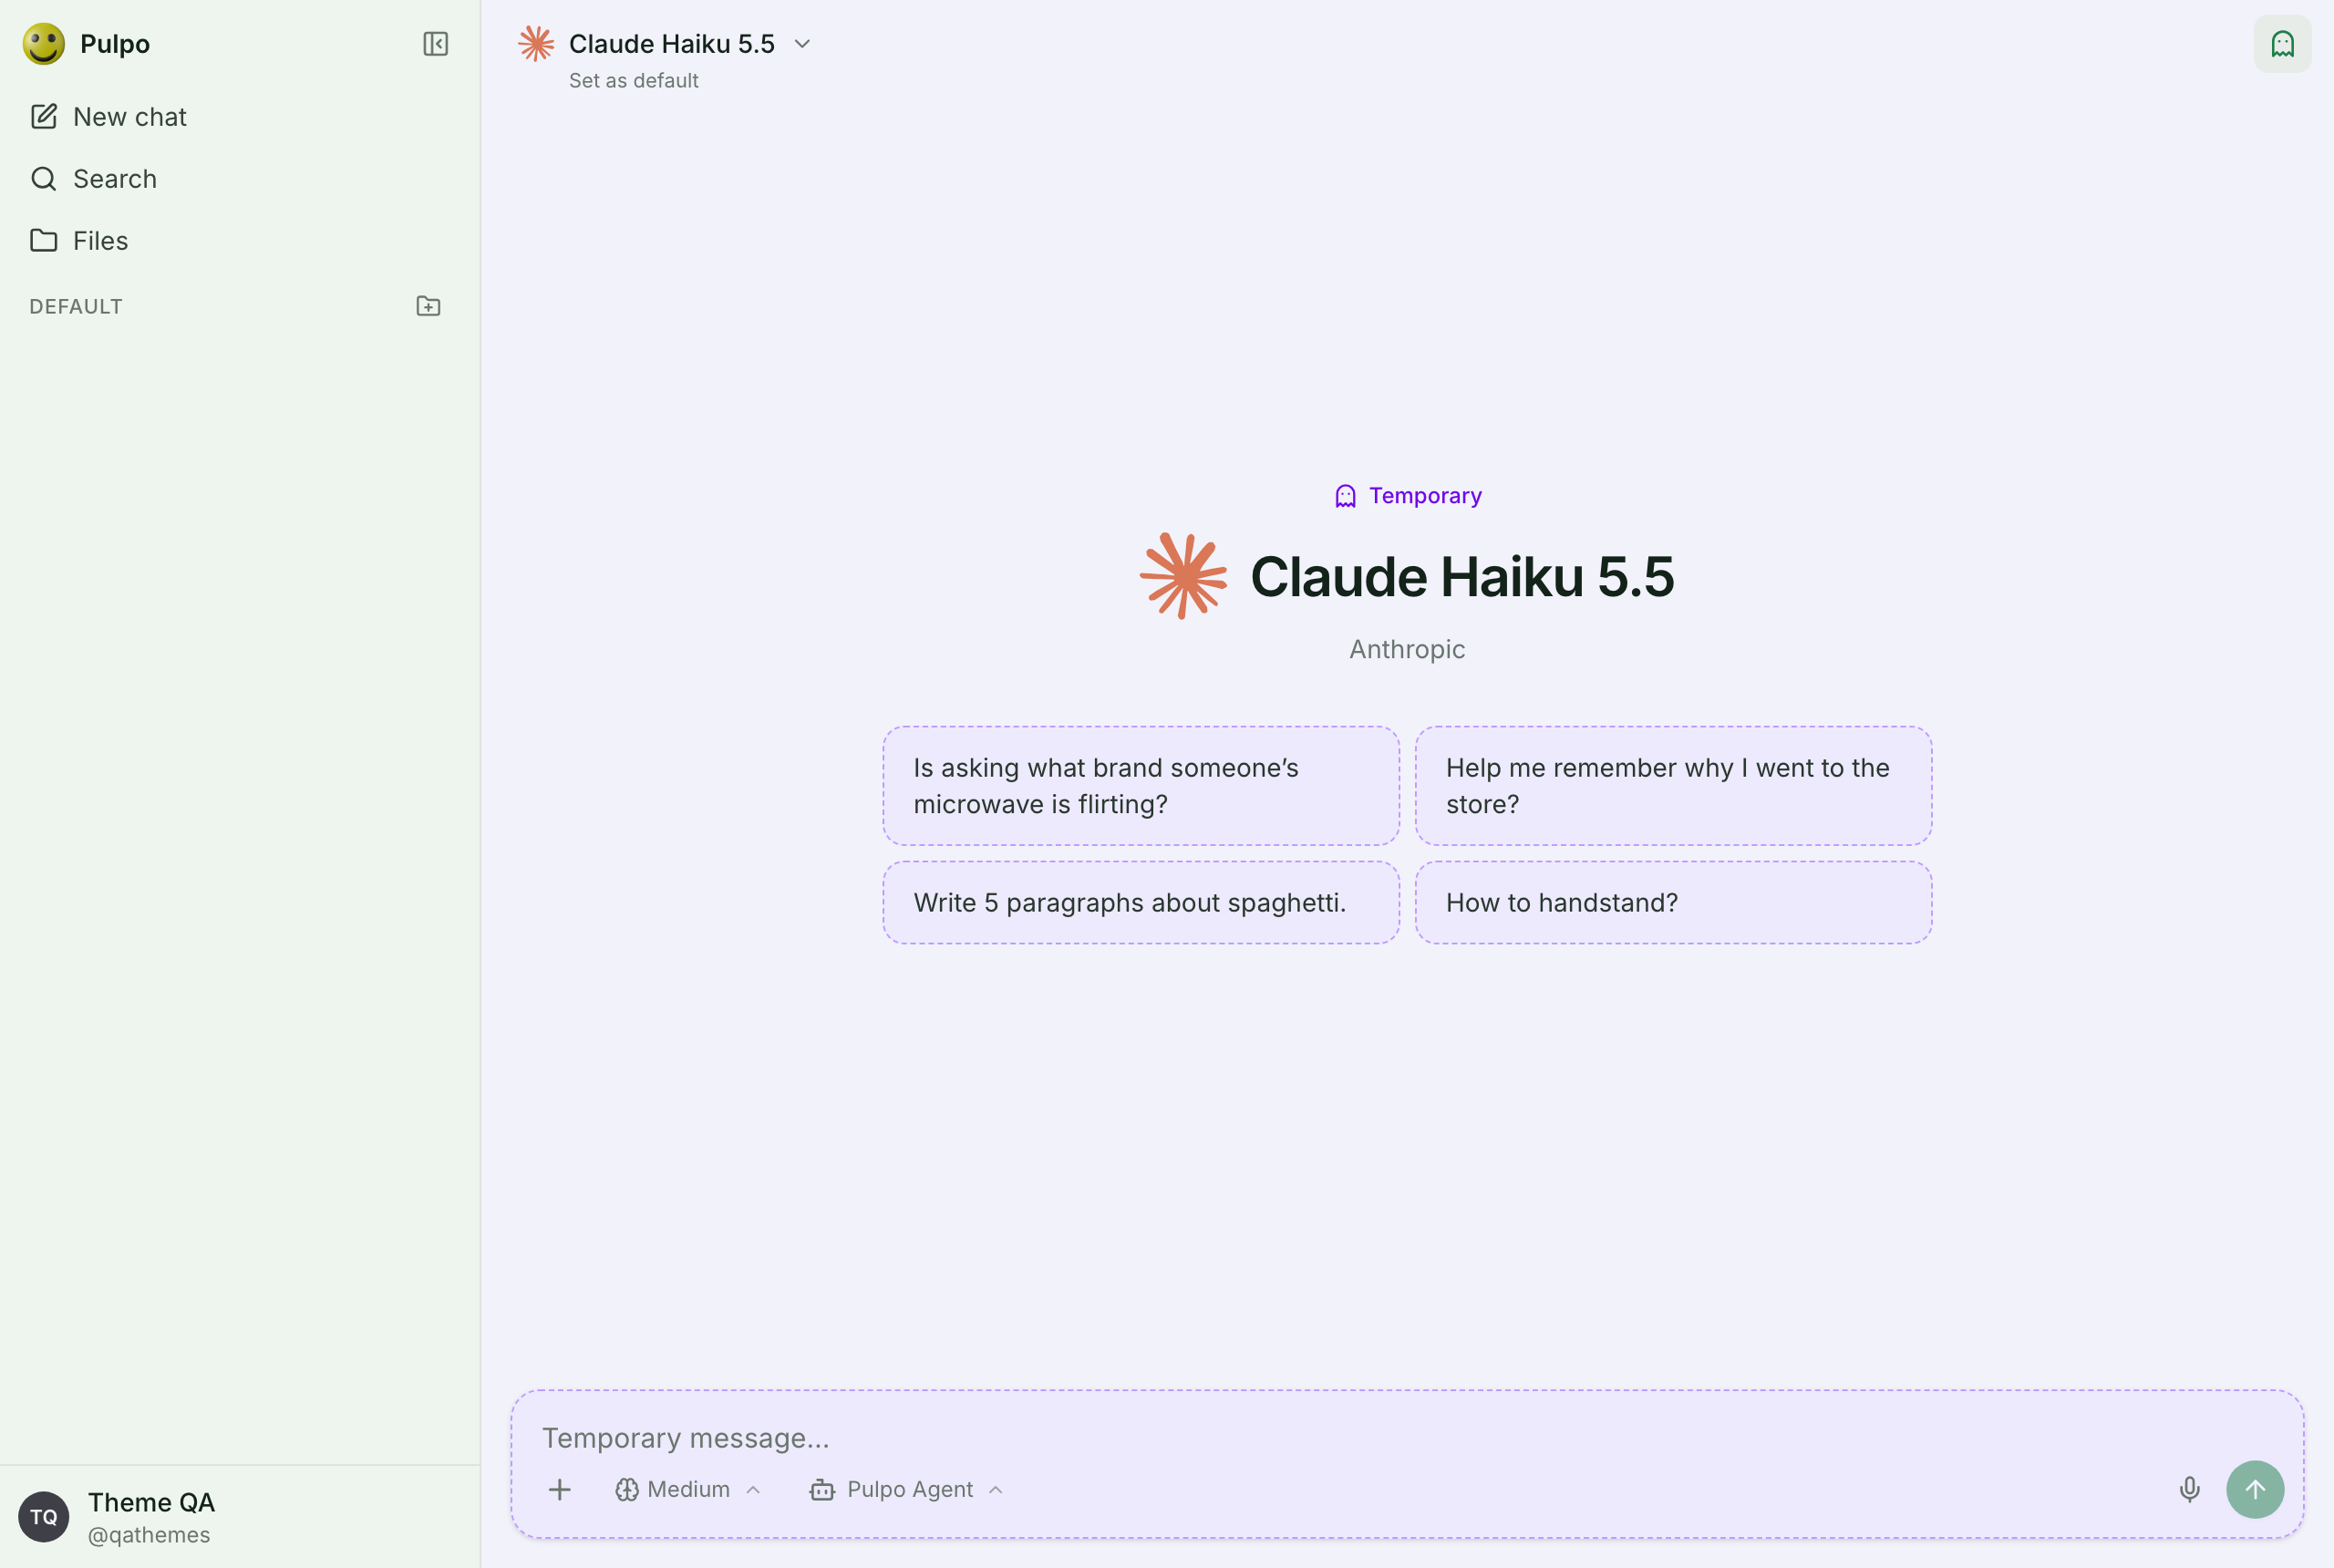 Pulpo
New chat
Search
Files
DEFAULT
TQ
Theme QA
@qathemes
Claude Haiku 5.5
Set as default
Temporary
Claude Haiku 5.5
Anthropic
Is asking what brand someone’s
microwave is flirting?
Help me remember why I went to the
store?
Write 5 paragraphs about spaghetti.
How to handstand?
Temporary message...
Medium
Pulpo Agent